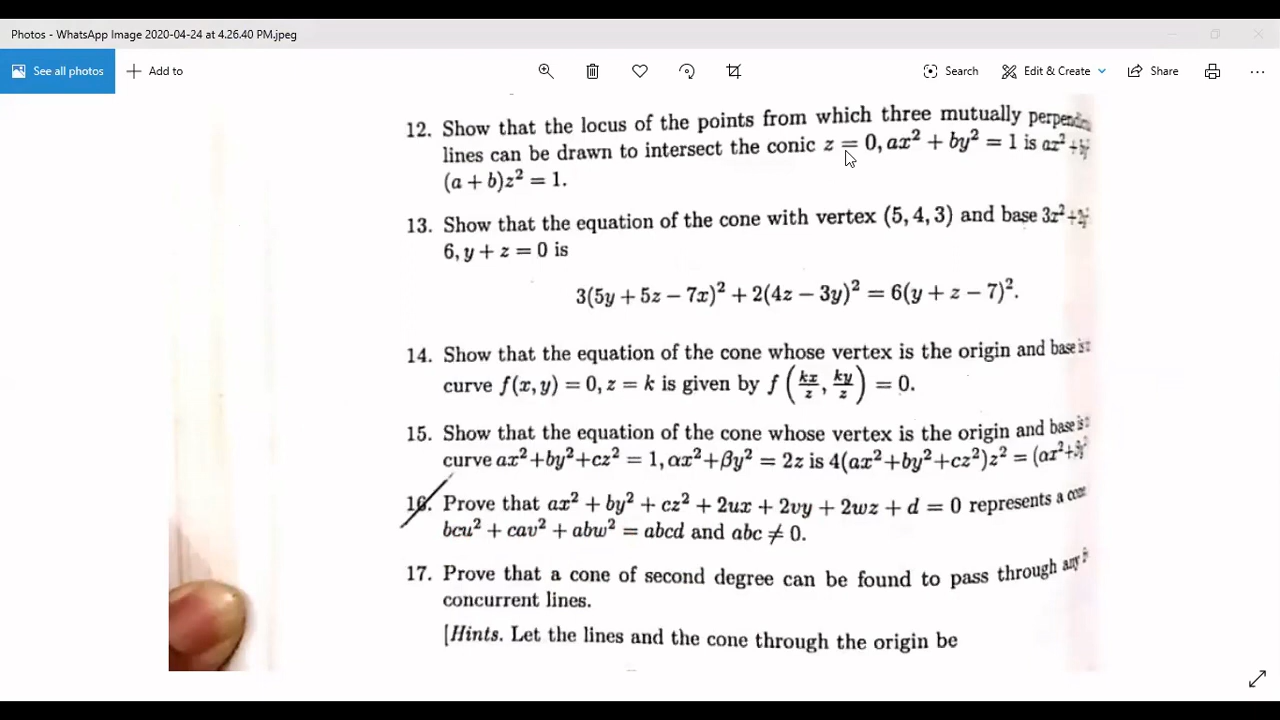 Photos - WhatsApp Image 2020-04-24 at 4.26.40 PM.jpeg
See all photos
Add to
Search
Edit & Create
Share
12. Show that the locus of the points from which three mutually
lines can be drawn to intersect the conic z = 0, ax² + by² = 1 is ax² +
(a + b)z² = 1.
13. Show that the equation of the cone with vertex (5, 4, 3) and base 3x² +
6, y + z = 0 is
3(5y + 5z − 7x)² + 2(4z − 3y)² = 6(y + z − 7)².
14. Show that the equation of the cone whose vertex is the origin and base is
curve f(x, y) = 0, z = k is given by f(kx/z, ky/z) = 0.
15. Show that the equation of the cone whose vertex is the origin and base is
curve ax²+by²+cz² = 1, αx²+βy² = 2z is 4(ax²+by²+cz²)z² = (αx²+
16. Prove that ax² + by² + cz² + 2ux + 2vy + 2wz + d = 0 represents a cone
bcu² + cav² + abw² = abcd and abc ≠ 0.
17. Prove that a cone of second degree can be found to pass through any
concurrent lines.
[Hints. Let the lines and the cone through the origin be